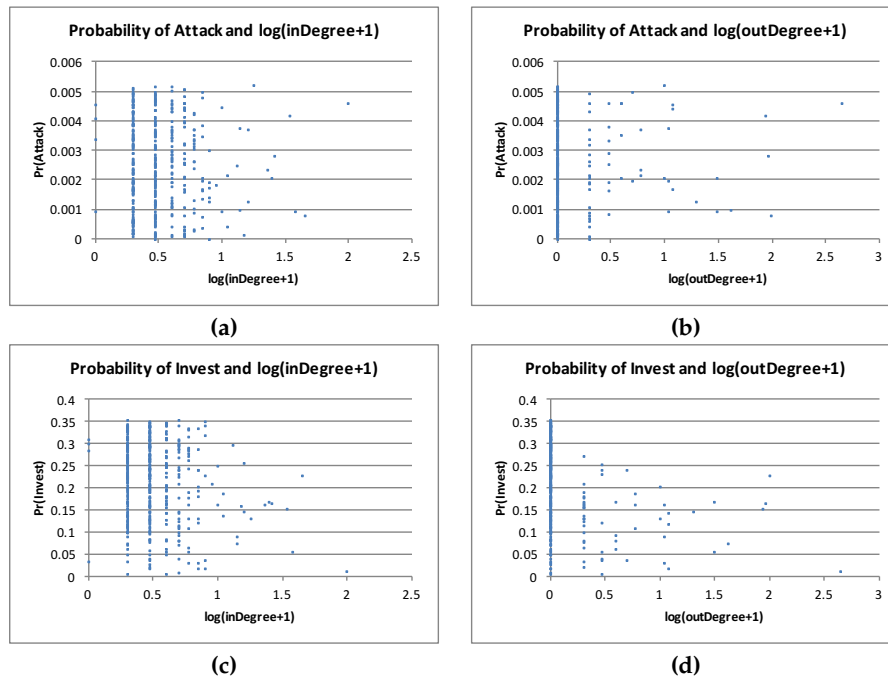 Probability of Attack and log(inDegree+1)
Pr(Attack)
0.006
0.005
0.004
0.003
0.002
0.001
0
0 0.5 1 1.5 2 2.5
log(inDegree+1)
(a)
Probability of Attack and log(outDegree+1)
Pr(Attack)
0.006
0.005
0.004
0.003
0.002
0.001
0
0 0.5 1 1.5 2 2.5 3
log(outDegree+1)
(b)
Probability of Invest and log(inDegree+1)
Pr(Invest)
0.4
0.35
0.3
0.25
0.2
0.15
0.1
0.05
0
0 0.5 1 1.5 2 2.5
log(inDegree+1)
(c)
Probability of Invest and log(outDegree+1)
Pr(Invest)
0.4
0.35
0.3
0.25
0.2
0.15
0.1
0.05
0
0 0.5 1 1.5 2 2.5 3
log(outDegree+1)
(d)